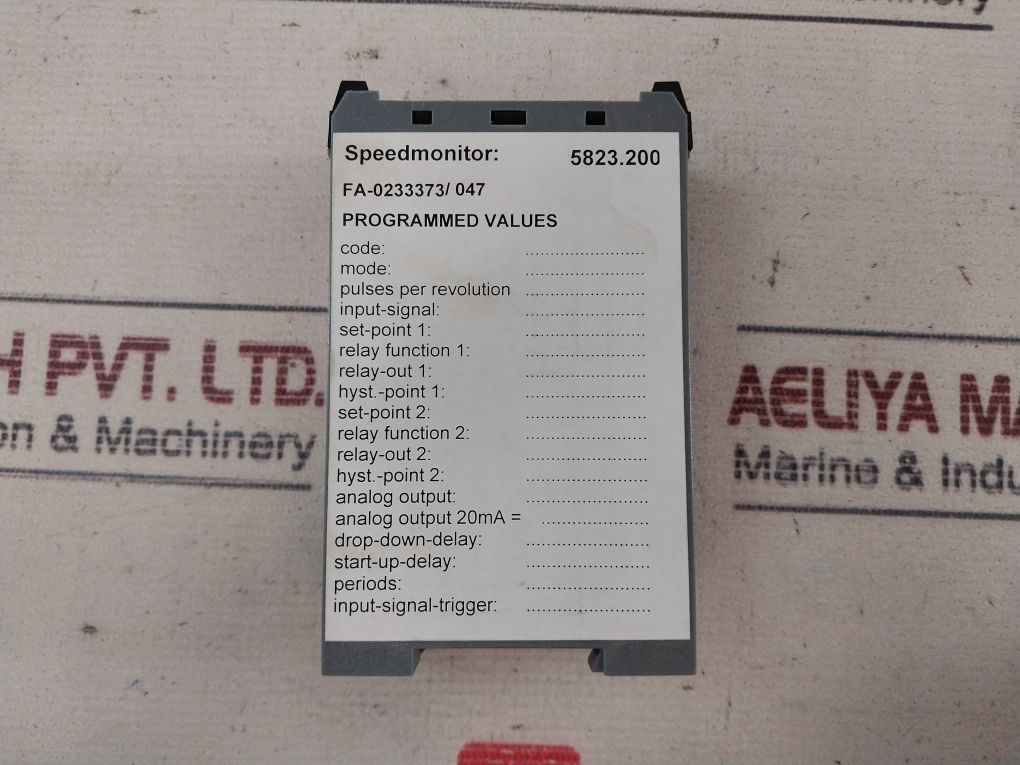 chinery
Speedmonitor: 5823.200
FA-0233373/ 047
PROGRAMMED VALUES
code: ........................
mode: ........................
pulses per revolution ........................
input-signal: ........................
set-point 1: ........................
relay function 1: ........................
relay-out 1: ........................
hyst.-point 1: ........................
set-point 2: ........................
relay function 2: ........................
relay-out 2: ........................
hyst.-point 2: ........................
analog output: ........................
analog output 20mA = ......................
drop-down-delay: .........................
start-up-delay: .........................
periods: .........................
input-signal-trigger: .........................
H PVT. LTD.
on & Machinery
AELIYA MA
Marine & Indu